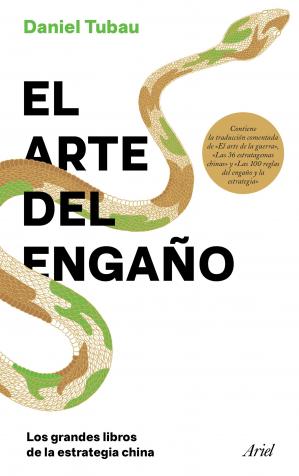 Daniel Tubau
EL
ARTE
DEL
ENGAÑO
Contiene
la traducción comentada
de «El arte de la guerra»,
«Las 36 estratagemas
chinas» y «Las 100 reglas
del engaño y la
estrategia»
Los grandes libros
de la estrategia china
Ariel